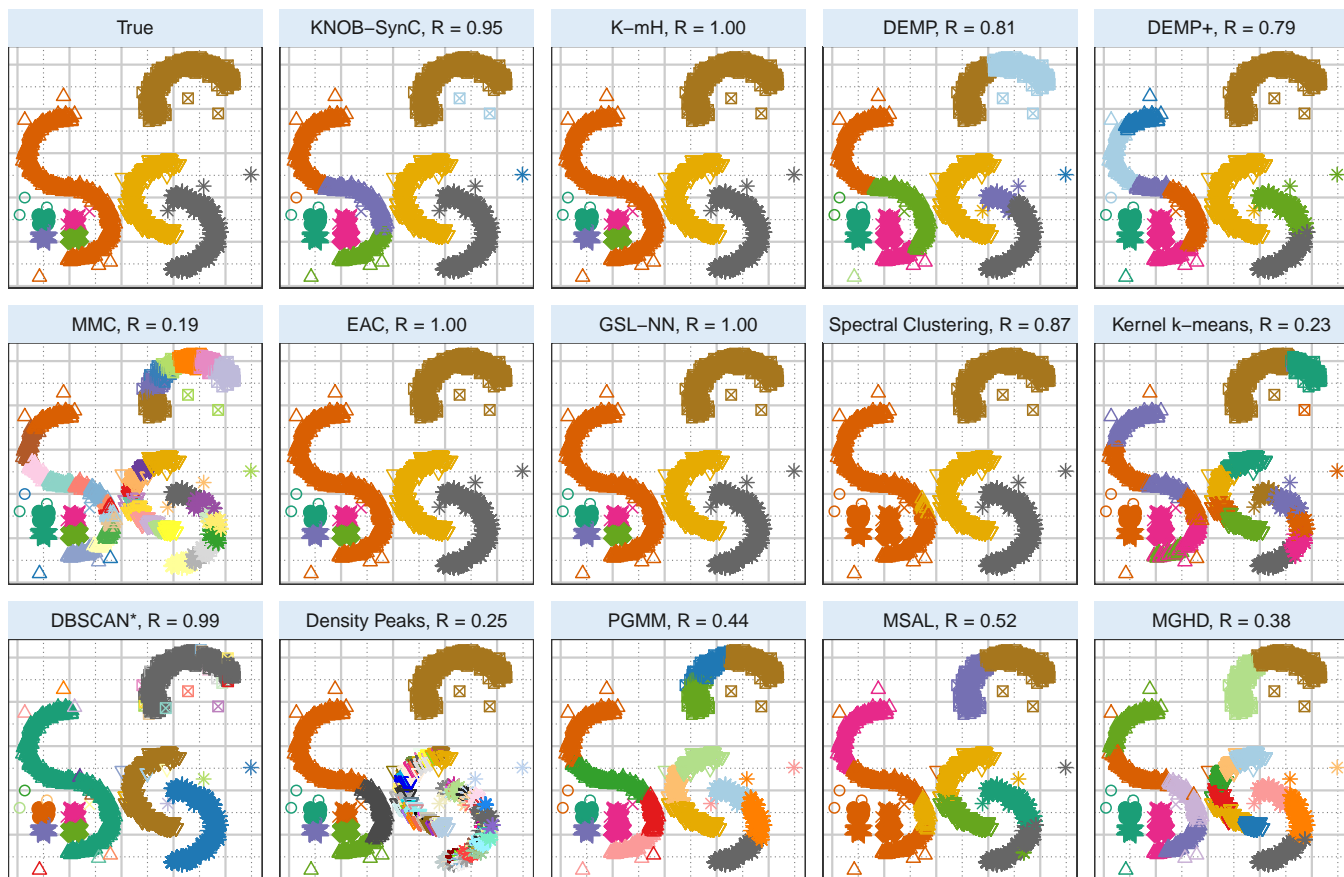 True
KNOB−SynC, R = 0.95
K−mH, R = 1.00
DEMP, R = 0.81
DEMP+, R = 0.79
MMC, R = 0.19
EAC, R = 1.00
GSL−NN, R = 1.00
Spectral Clustering, R = 0.87
Kernel k−means, R = 0.23
DBSCAN*, R = 0.99
Density Peaks, R = 0.25
PGMM, R = 0.44
MSAL, R = 0.52
MGHD, R = 0.38